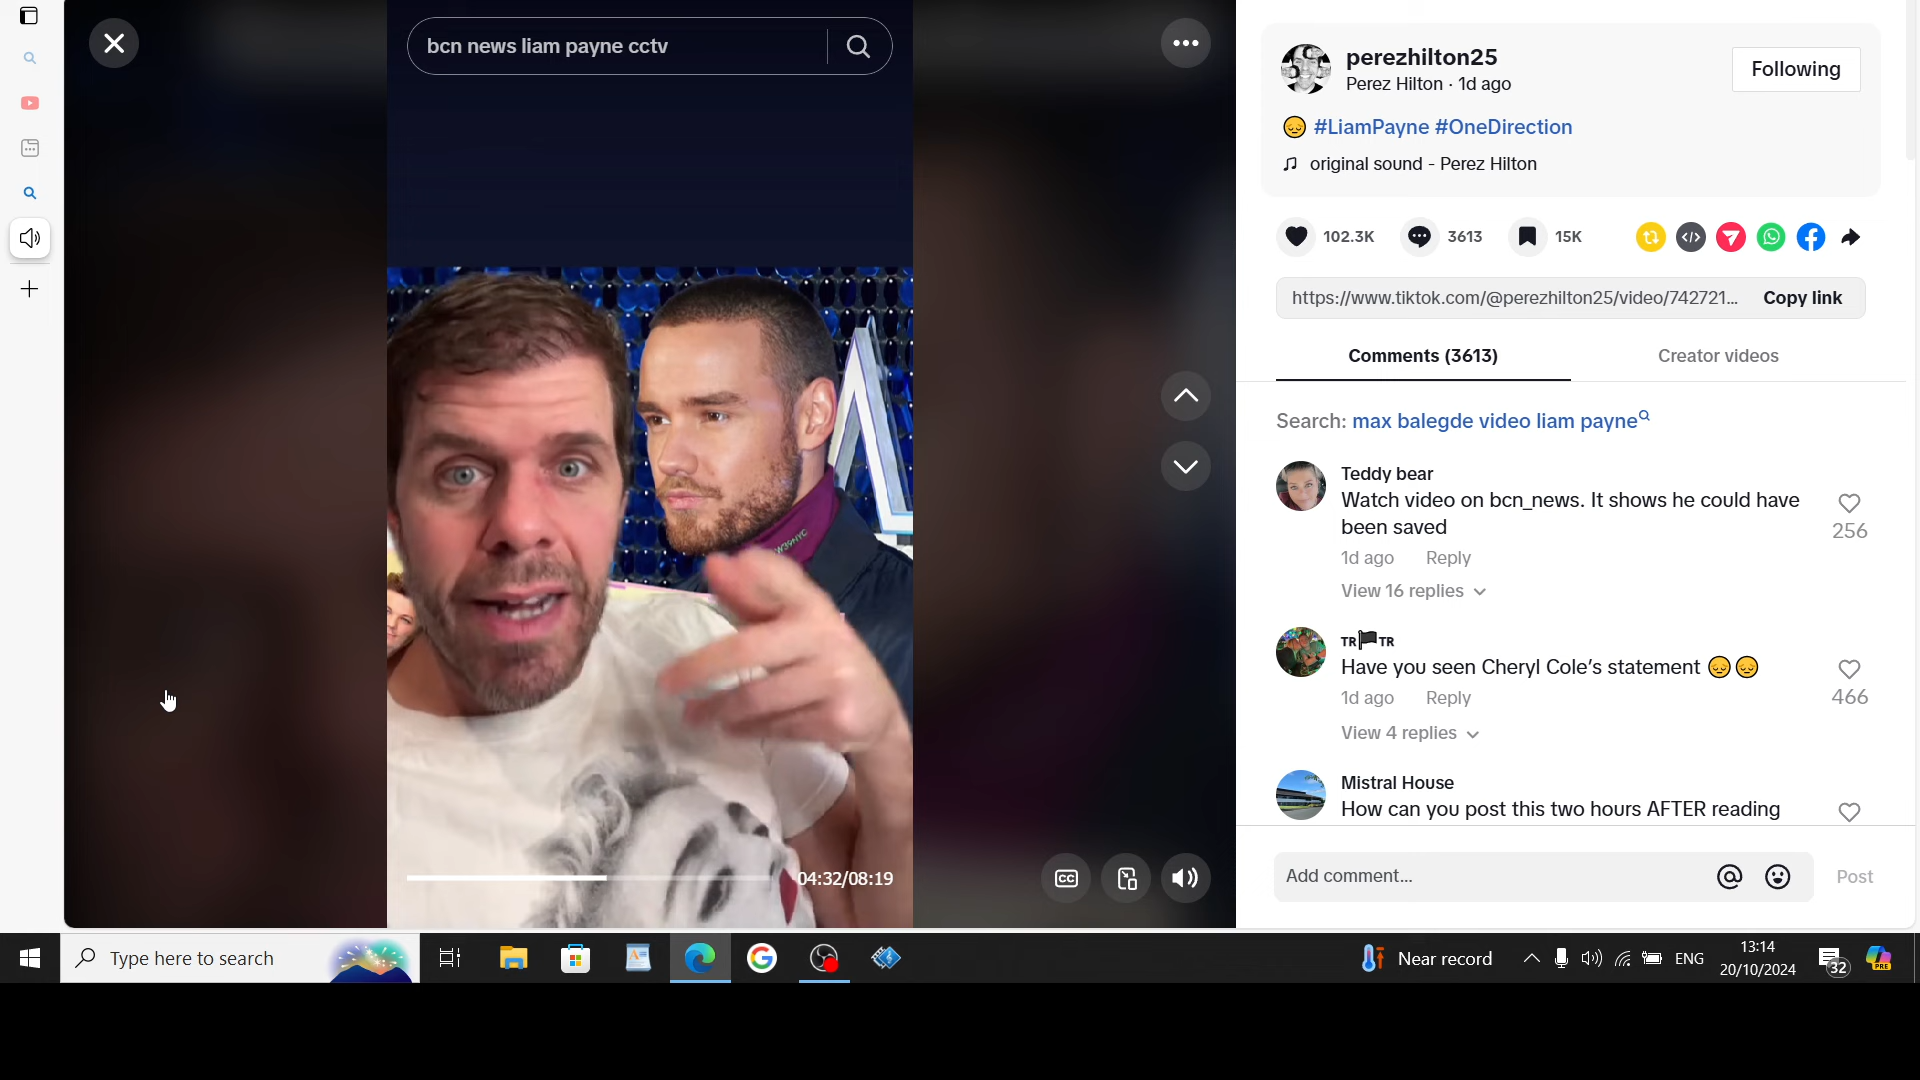 bcn news liam payne cctv
W39NYC
04:32/08:19
perezhilton25
Perez Hilton · 1d ago
Following
😔 #LiamPayne #OneDirection
♫ original sound - Perez Hilton
102.3K
3613
15K
https://www.tiktok.com/@perezhilton25/video/742721...
Copy link
Comments (3613)
Creator videos
Search: max balegde video liam payne
Teddy bear
Watch video on bcn_news. It shows he could have
been saved
256
1d ago Reply
View 16 replies
TR🏴TR
Have you seen Cheryl Cole's statement 😔😔
466
1d ago Reply
View 4 replies
Mistral House
How can you post this two hours AFTER reading
Add comment...
Post
CC
Type here to search
Near record
ENG
13:14
20/10/2024
32
PRE